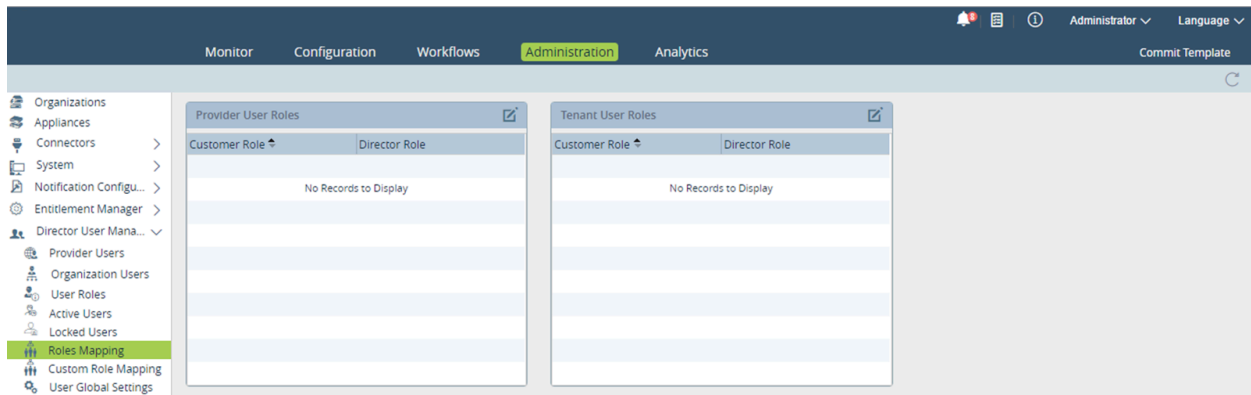 Administrator Language
Monitor Configuration Workflows Administration Analytics Commit Template
Organizations
Appliances
Connectors
System
Notification Configu...
Entitlement Manager
Director User Mana...
Provider Users
Organization Users
User Roles
Active Users
Locked Users
Roles Mapping
Custom Role Mapping
User Global Settings
Provider User Roles
Customer Role Director Role
No Records to Display
Tenant User Roles
Customer Role Director Role
No Records to Display